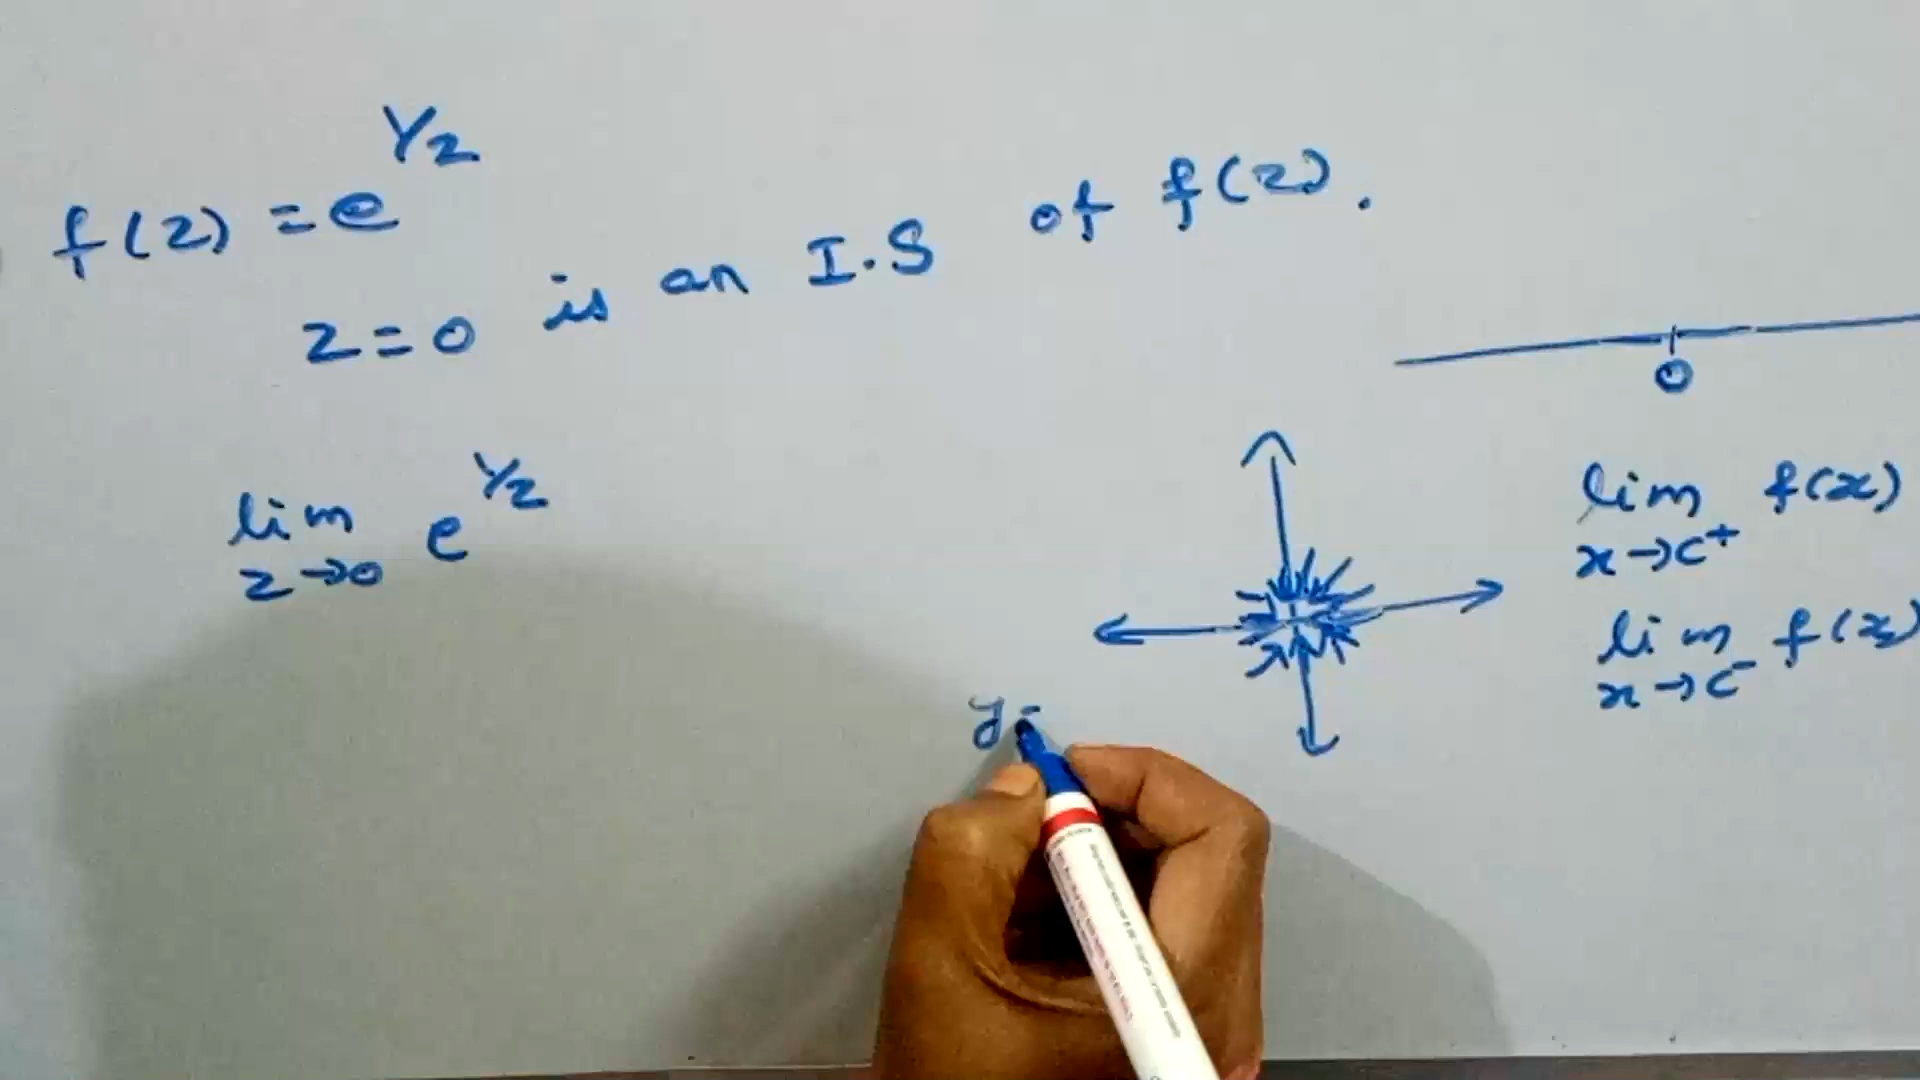 f(z) = e^1/z
z=0 is an I.S of f(z).
0
lim z→0 e^1/z
lim x→c+ f(x)
lim x→c- f(x)
y=